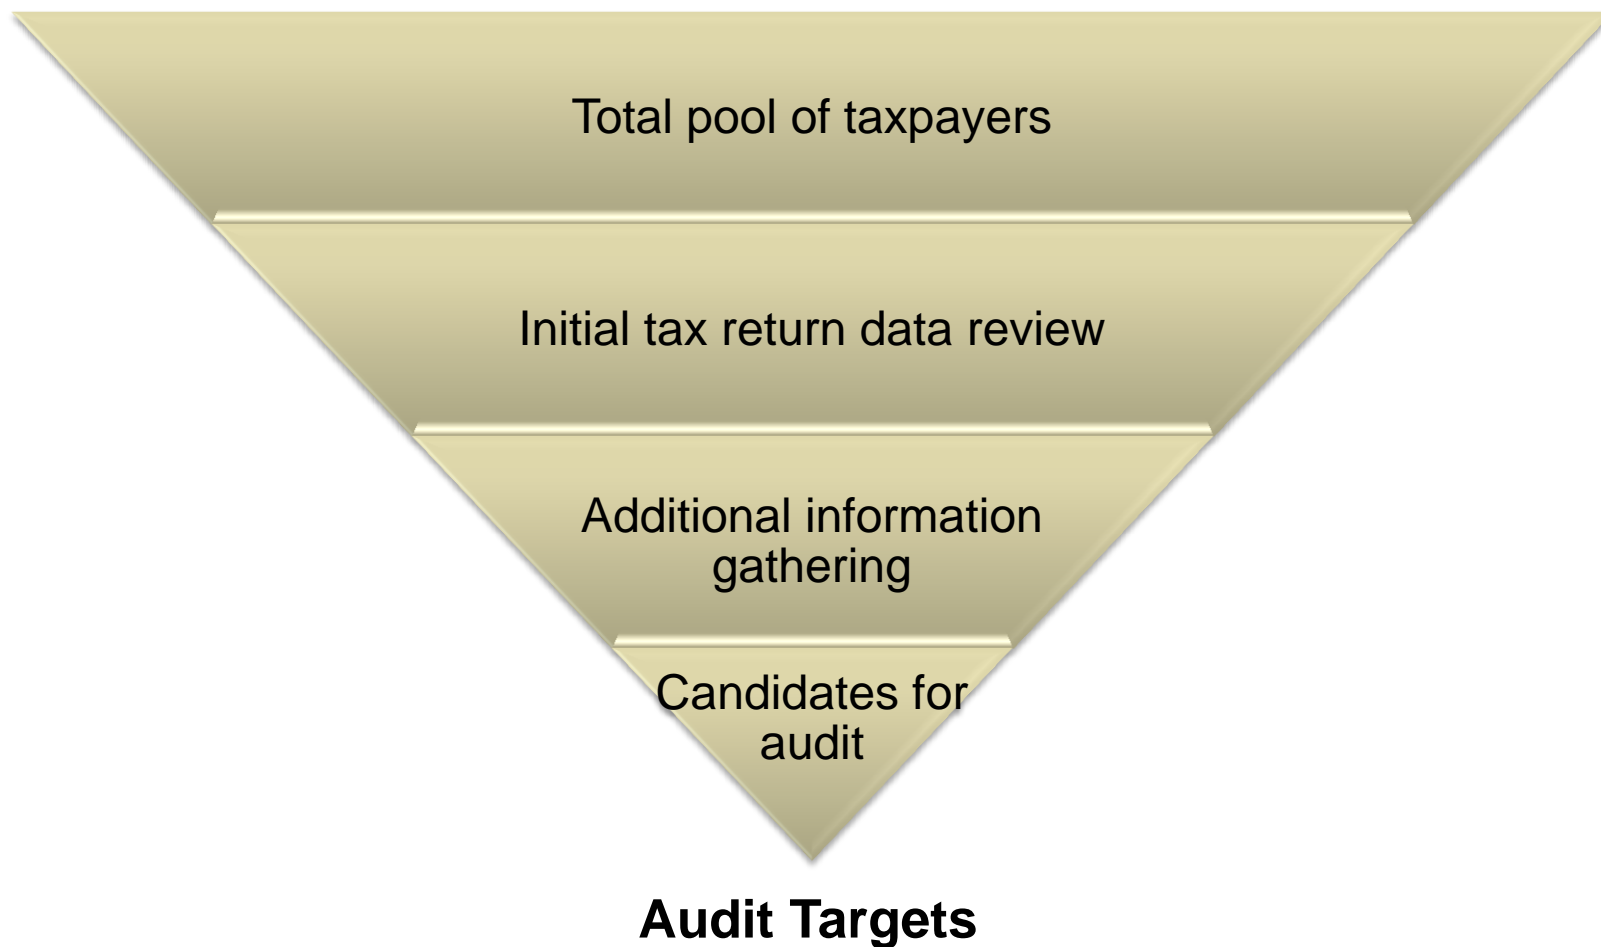 Total pool of taxpayers
Initial tax return data review
Additional information
gathering
Candidates for
audit
Audit Targets